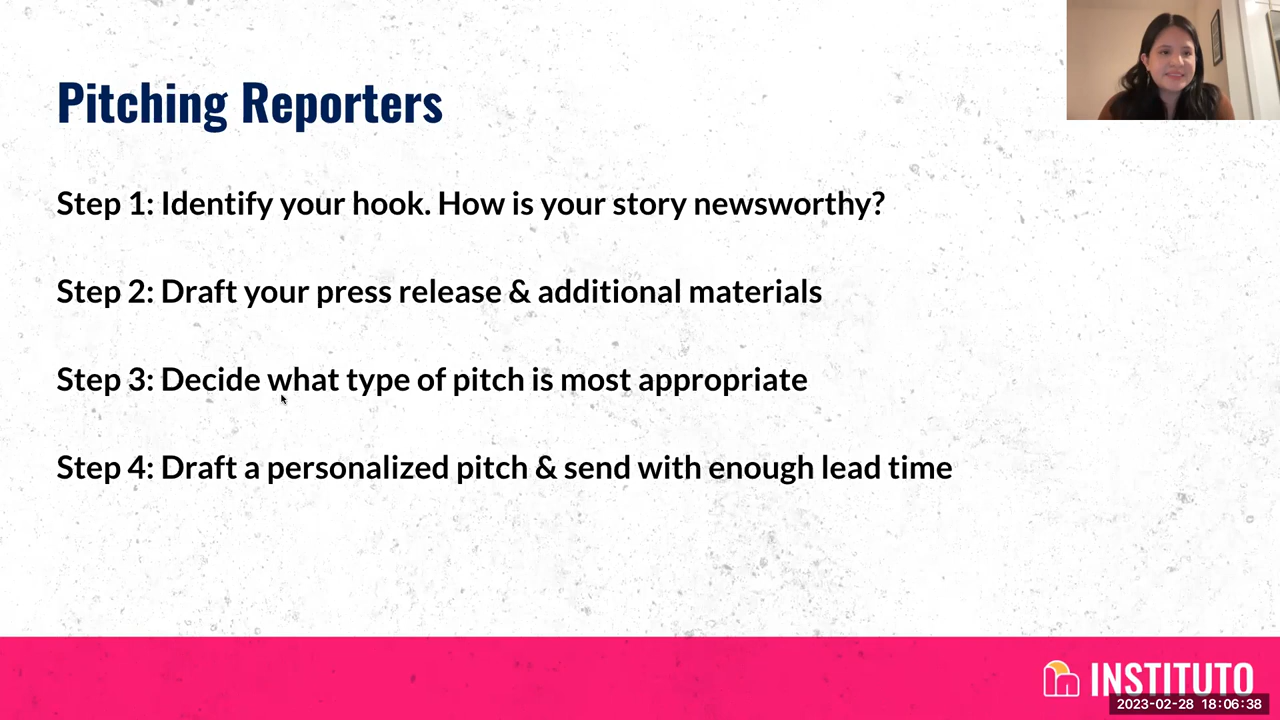 Pitching Reporters
Step 1: Identify your hook. How is your story newsworthy?
Step 2: Draft your press release & additional materials
Step 3: Decide what type of pitch is most appropriate
Step 4: Draft a personalized pitch & send with enough lead time
INSTITUTO
2023-02-28 18:06:38